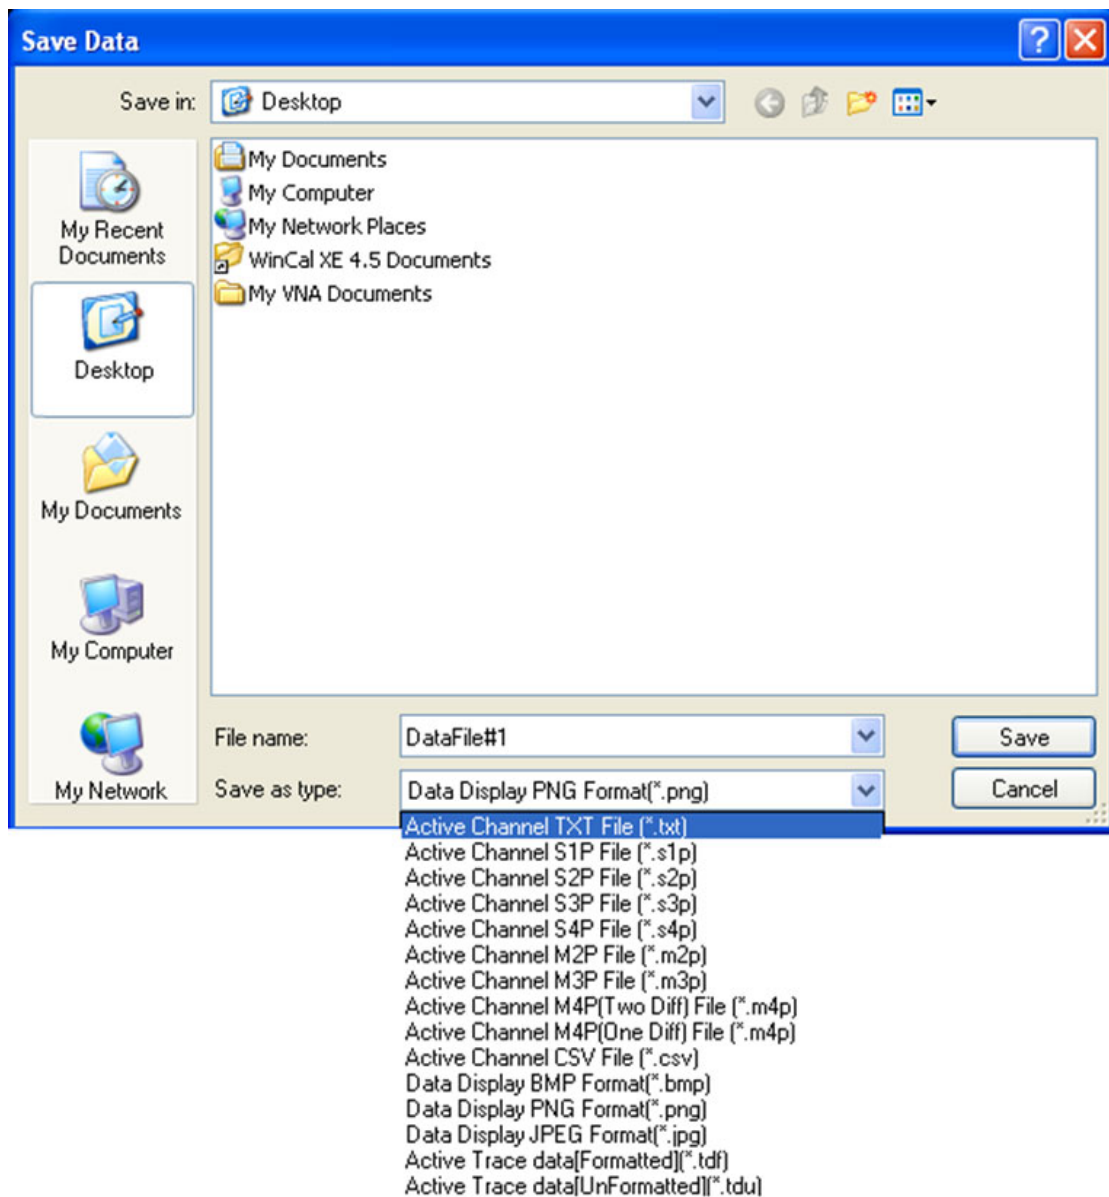 Save Data
Save in:
Desktop
My Recent
Documents
Desktop
My Documents
My Computer
My Network
My Documents
My Computer
My Network Places
WinCal XE 4.5 Documents
My VNA Documents
File name:
DataFile#1
Save
Save as type:
Data Display PNG Format(*.png)
Cancel
Active Channel TXT File (*.txt)
Active Channel S1P File (*.s1p)
Active Channel S2P File (*.s2p)
Active Channel S3P File (*.s3p)
Active Channel S4P File (*.s4p)
Active Channel M2P File (*.m2p)
Active Channel M3P File (*.m3p)
Active Channel M4P(Two Diff) File (*.m4p)
Active Channel M4P(One Diff) File (*.m4p)
Active Channel CSV File (*.csv)
Data Display BMP Format(*.bmp)
Data Display PNG Format(*.png)
Data Display JPEG Format(*.jpg)
Active Trace data[Formatted](*.tdf)
Active Trace data[UnFormatted](*.tdu)